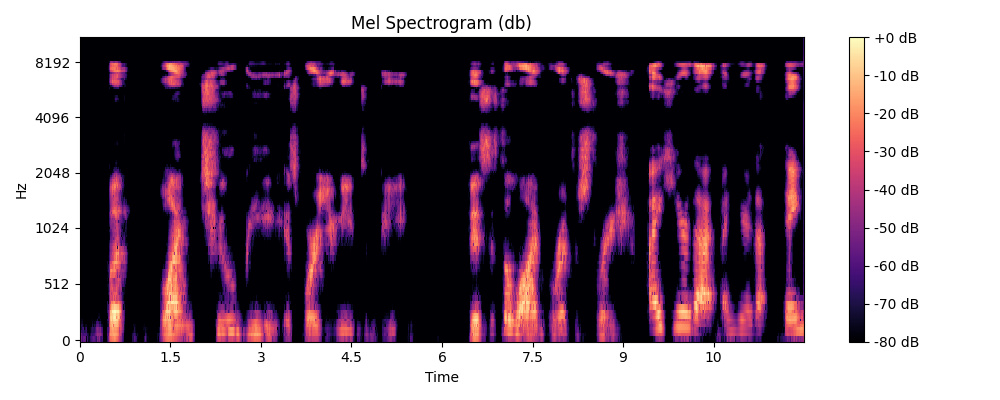 Mel Spectrogram (db)
8192
4096
2048
1024
512
0
Hz
0 1.5 3 4.5 6 7.5 9 10
Time
+0 dB
-10 dB
-20 dB
-30 dB
-40 dB
-50 dB
-60 dB
-70 dB
-80 dB